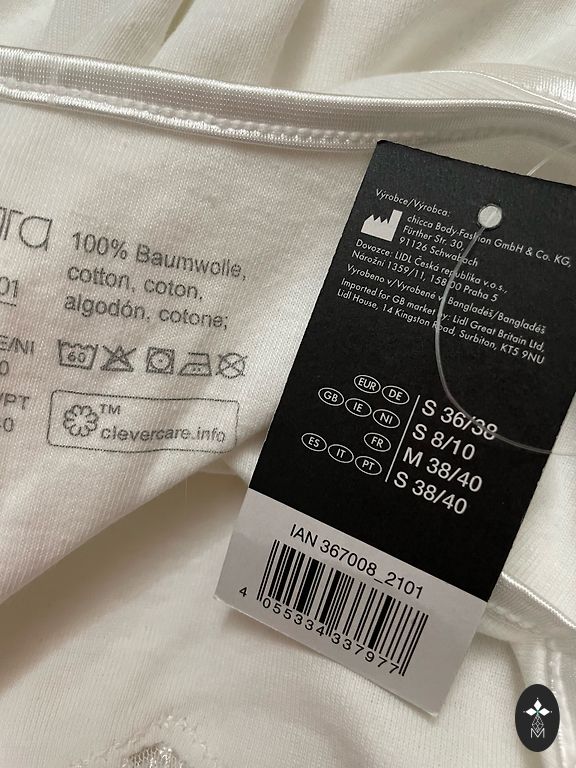 100% Baumwolle,
cotton, coton,
algodón, cotone;
01
E/NI
0
/PT
60
TM
clevercare.info
Výrobce/Výrobca:
chicca Body-Fashion GmbH & Co. KG,
Fürther Str. 30,
91126 Schwabach
Dovozce: LIDL Česká republika v.o.s.,
Nárožní 1359/11, 158 00 Praha 5
Vyrobeno v/Vyrobené v Bangladéš/Bangladéš
Imported for GB market by: Lidl Great Britain Ltd,
Lidl House, 14 Kingston Road, Surbiton, KT5 9NU
EUR DE S 36/38
GB IE NI S 8/10
FR M 38/40
ES IT PT S 38/40
IAN 367008_2101
4 055334 337977
M